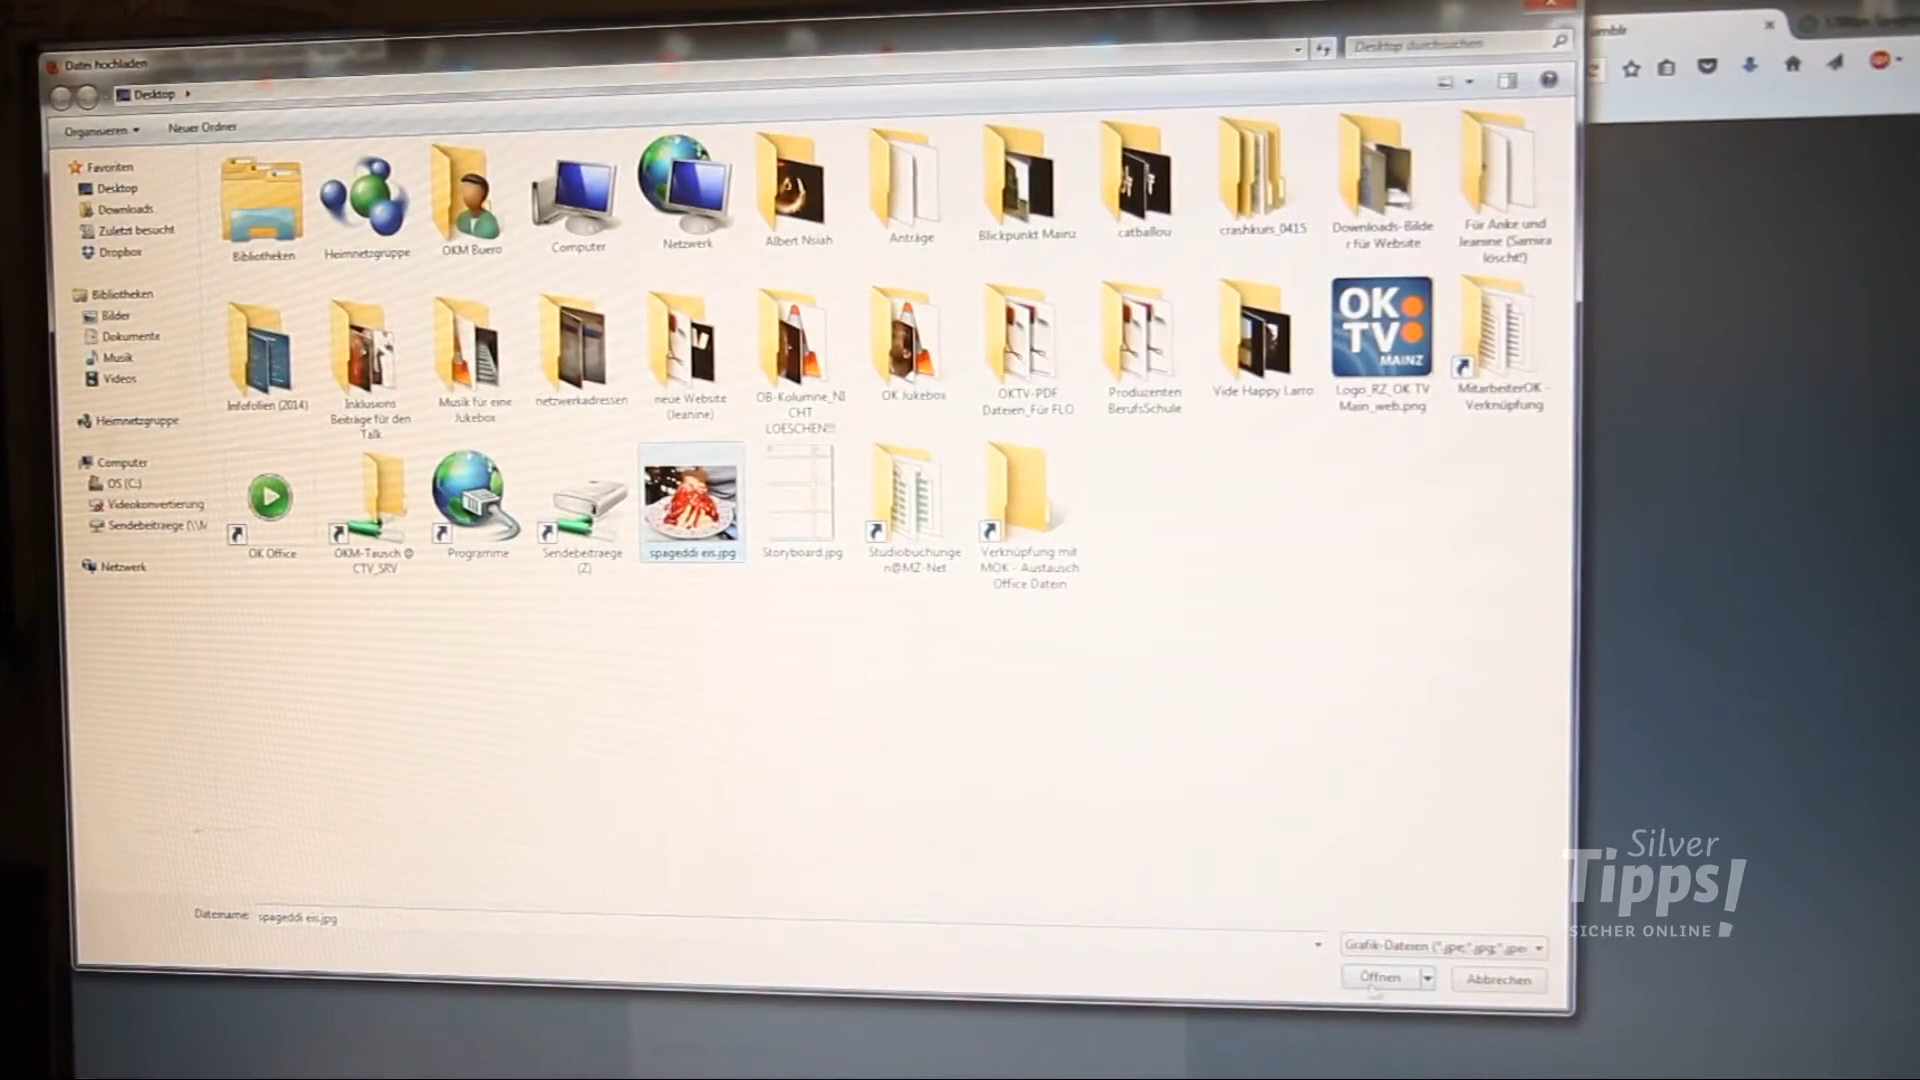 Datei hochladen
Desktop
Desktop durchsuchen
Organisieren
Neuer Ordner
Favoriten
Desktop
Downloads
Zuletzt besucht
Dropbox
Bibliotheken
Bilder
Dokumente
Musik
Videos
Heimnetzgruppe
Computer
OS (C:)
Videokonvertierung
Sendebeitraege (\\M
Netzwerk
Bibliotheken
Heimnetzgruppe
OKM Buero
Computer
Netzwerk
Albert Nsiah
Anträge
Blickpunkt Mainz
catballou
crashkurs_0415
Downloads-Bilde
r für Website
Für Anke und
Jeanine (Samira
löscht!)
Infofolien (2014)
Inklusions
Beiträge für den
Talk
Musik für eine
Jukebox
netzwerkadressen
neue Website
(Jeanine)
OB-Kolumne_NI
CHT
LOESCHEN!!!
OK Jukebox
OKTV-PDF
Dateien_Für FLO
Produzenten
BerufsSchule
Vide Happy Larro
OK
TV
MAINZ
Logo_RZ_OK TV
Main_web.png
MitarbeiterOK -
Verknüpfung
OK Office
OKM-Tausch @
CTV_SRV
Programme
Sendebeitraege
(Z)
spageddi eis.jpg
Storyboard.jpg
Studiobuchunge
n@MZ-Net
Verknüpfung mit
MOK - Austausch
Office Datein
Dateiname:
spageddi eis.jpg
Grafik-Dateien (*.jpe;*.jpg;*.jpe
Öffnen
Abbrechen
Silver
Tipps!
SICHER ONLINE!